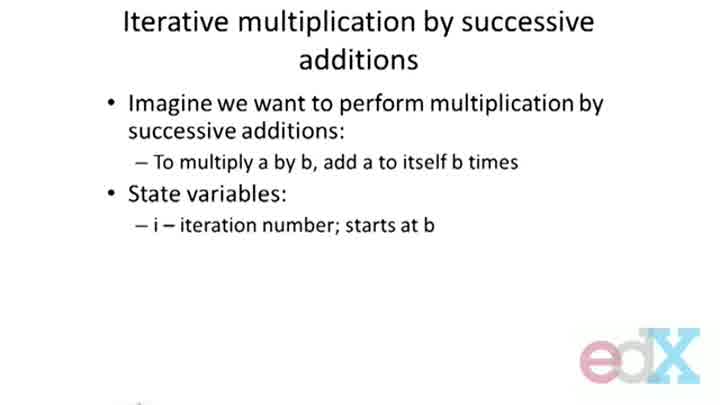 Iterative multiplication by successive
additions
• Imagine we want to perform multiplication by
successive additions:
– To multiply a by b, add a to itself b times
• State variables:
– i – iteration number; starts at b
edX